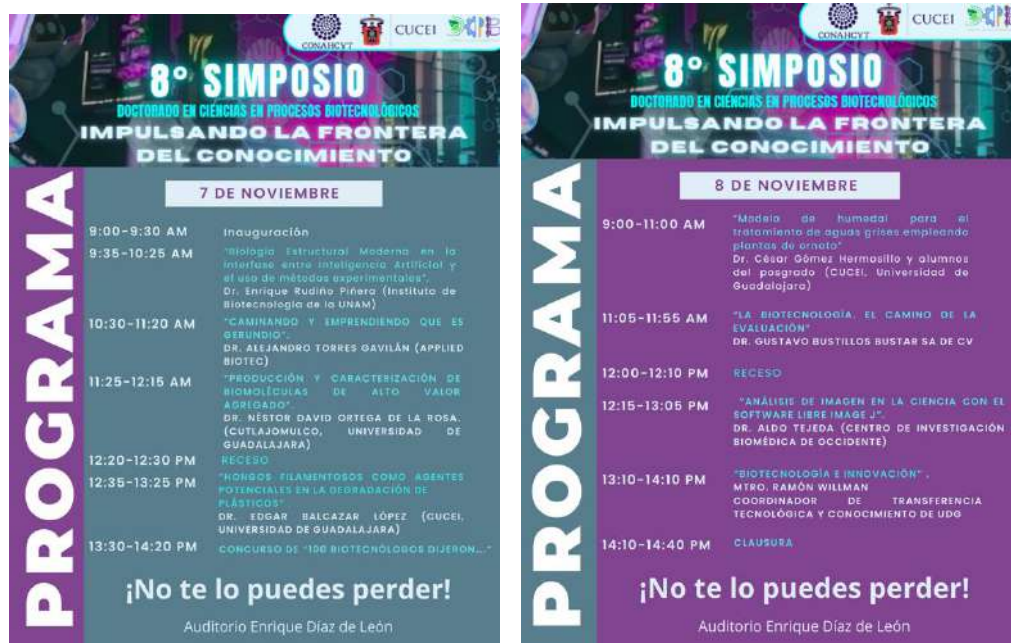 CONAHCYT
CUCEI
8º SIMPOSIO
DOCTORADO EN CIENCIAS EN PROCESOS BIOTECNOLÓGICOS
IMPULSANDO LA FRONTERA
DEL CONOCIMIENTO
PROGRAMA
7 DE NOVIEMBRE
9:00-9:30 AM Inauguración
9:35-10:25 AM "Biología Estructural Moderna en la
interfase entre Inteligencia Artificial y
el uso de métodos experimentales".
Dr. Enrique Rudiño Piñera (Instituto de
Biotecnología de la UNAM)
10:30-11:20 AM "CAMINANDO Y EMPRENDIENDO QUE ES
GERUNDIO".
DR. ALEJANDRO TORRES GAVILÁN (APPLIED
BIOTEC)
11:25-12:15 AM "PRODUCCIÓN Y CARACTERIZACIÓN DE
BIOMOLÉCULAS DE ALTO VALOR
AGREGADO".
DR. NÉSTOR DAVID ORTEGA DE LA ROSA.
(CUTLAJOMULCO, UNIVERSIDAD DE
GUADALAJARA)
12:20-12:30 PM RECESO
12:35-13:25 PM "HONGOS FILAMENTOSOS COMO AGENTES
POTENCIALES EN LA DEGRADACIÓN DE
PLÁSTICOS"
DR. EDGAR BALCAZAR LÓPEZ (CUCEI,
UNIVERSIDAD DE GUADALAJARA)
13:30-14:20 PM CONCURSO DE "100 BIOTECNÓLOGOS DIJERON..."
¡No te lo puedes perder!
Auditorio Enrique Díaz de León
CONAHCYT
CUCEI
8º SIMPOSIO
DOCTORADO EN CIENCIAS EN PROCESOS BIOTECNOLÓGICOS
IMPULSANDO LA FRONTERA
DEL CONOCIMIENTO
PROGRAMA
8 DE NOVIEMBRE
9:00-11:00 AM "Modelo de humedal para el
tratamiento de aguas grises empleando
plantas de ornato"
Dr. César Gómez Hermosillo y alumnos
del posgrado (CUCEI, Universidad de
Guadalajara)
11:05-11:55 AM "LA BIOTECNOLOGÍA, EL CAMINO DE LA
EVALUACIÓN"
DR. GUSTAVO BUSTILLOS BUSTAR SA DE CV
12:00-12:10 PM RECESO
12:15-13:05 PM "ANÁLISIS DE IMAGEN EN LA CIENCIA CON EL
SOFTWARE LIBRE IMAGE J".
DR. ALDO TEJEDA (CENTRO DE INVESTIGACIÓN
BIOMÉDICA DE OCCIDENTE)
13:10-14:10 PM "BIOTECNOLOGÍA E INNOVACIÓN" .
MTRO. RAMÓN WILLMAN
COORDINADOR DE TRANSFERENCIA
TECNOLÓGICA Y CONOCIMIENTO DE UDG
14:10-14:40 PM CLAUSURA
¡No te lo puedes perder!
Auditorio Enrique Díaz de León